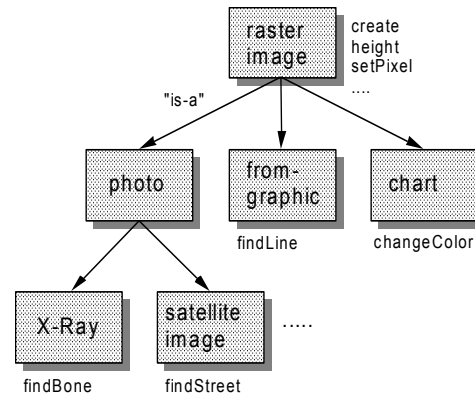 raster
image
create
height
setPixel
....
"is-a"
photo
from-
graphic
chart
findLine
changeColor
X-Ray
satellite
image
.....
findBone
findStreet